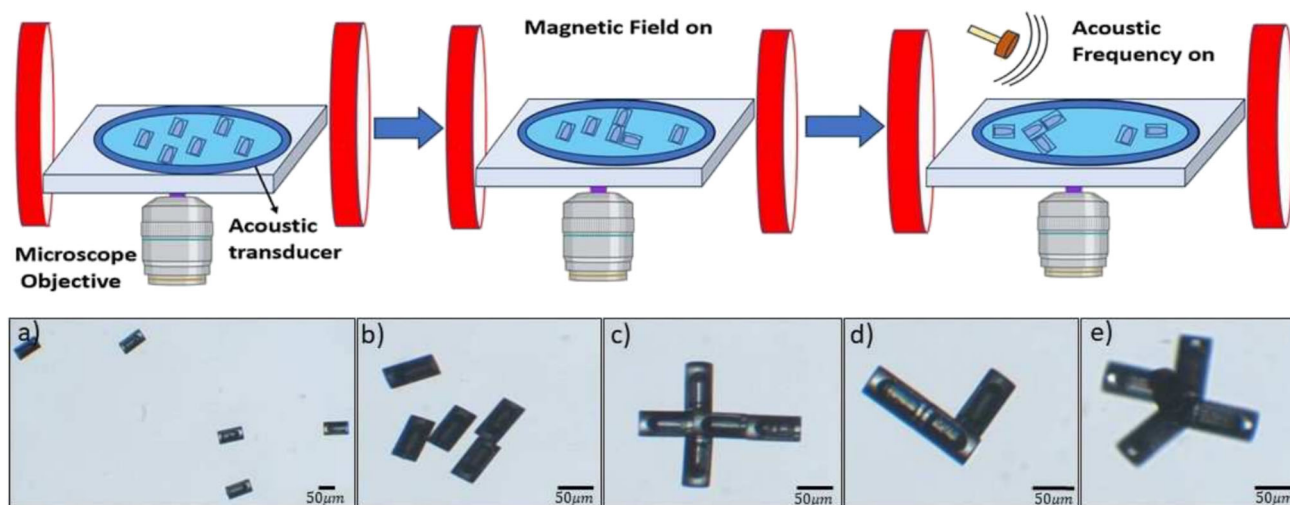 Magnetic Field on
Acoustic
Frequency on
Acoustic
transducer
Microscope
Objective
a)
50μm
b)
50μm
c)
50μm
d)
50μm
e)
50μm